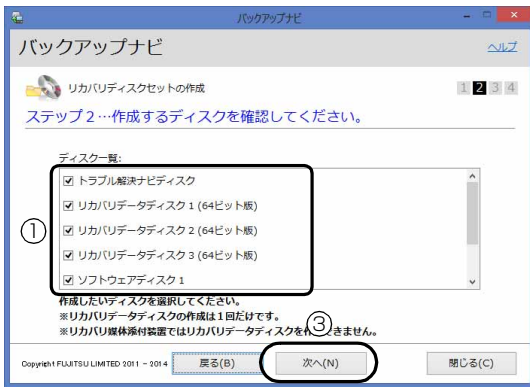 バックアップナビ
バックアップナビ
ヘルプ
リカバリディスクセットの作成
1 2 3 4
ステップ２…作成するディスクを確認してください。
ディスク一覧:
トラブル解決ナビディスク
リカバリデータディスク 1 (64ビット版)
①
リカバリデータディスク 2 (64ビット版)
リカバリデータディスク 3 (64ビット版)
ソフトウェアディスク 1
作成したいディスクを選択してください。
※リカバリデータディスクの作成は１回だけです。
※リカバリ媒体添付装置ではリカバリデータディスクを作成できません。
③
Copyright FUJITSU LIMITED 2011 - 2014
戻る(B)
次へ(N)
閉じる(C)